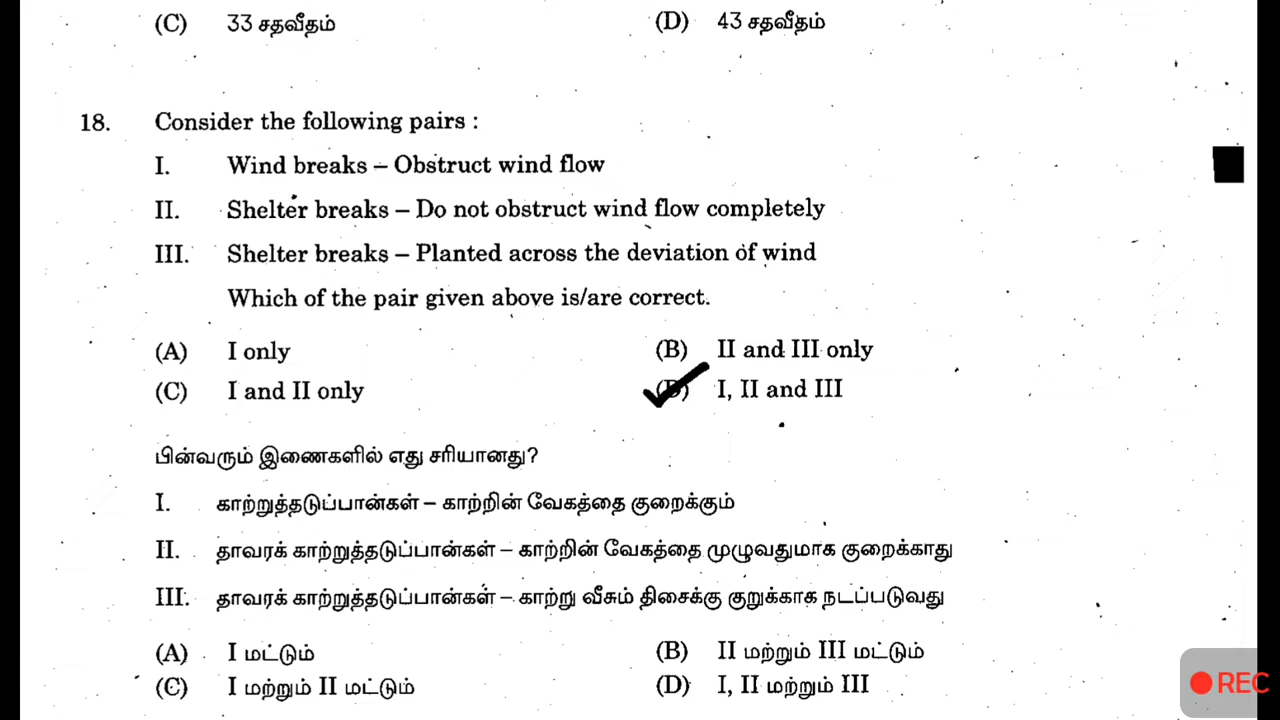 (C) 33 சதவீதம் (D) 43 சதவீதம்
18. Consider the following pairs :
I. Wind breaks – Obstruct wind flow
II. Shelter breaks – Do not obstruct wind flow completely
III. Shelter breaks – Planted across the deviation of wind
Which of the pair given above is/are correct.
(A) I only (B) II and III only
(C) I and II only (D) I, II and III
பின்வரும் இணைகளில் எது சரியானது?
I. காற்றுத்தடுப்பான்கள் – காற்றின் வேகத்தை குறைக்கும்
II. தாவரக் காற்றுத்தடுப்பான்கள் – காற்றின் வேகத்தை முழுவதுமாக குறைக்காது
III. தாவரக் காற்றுத்தடுப்பான்கள் – காற்று வீசும் திசைக்கு குறுக்காக நடப்படுவது
(A) I மட்டும் (B) II மற்றும் III மட்டும்
(C) I மற்றும் II மட்டும் (D) I, II மற்றும் III
REC